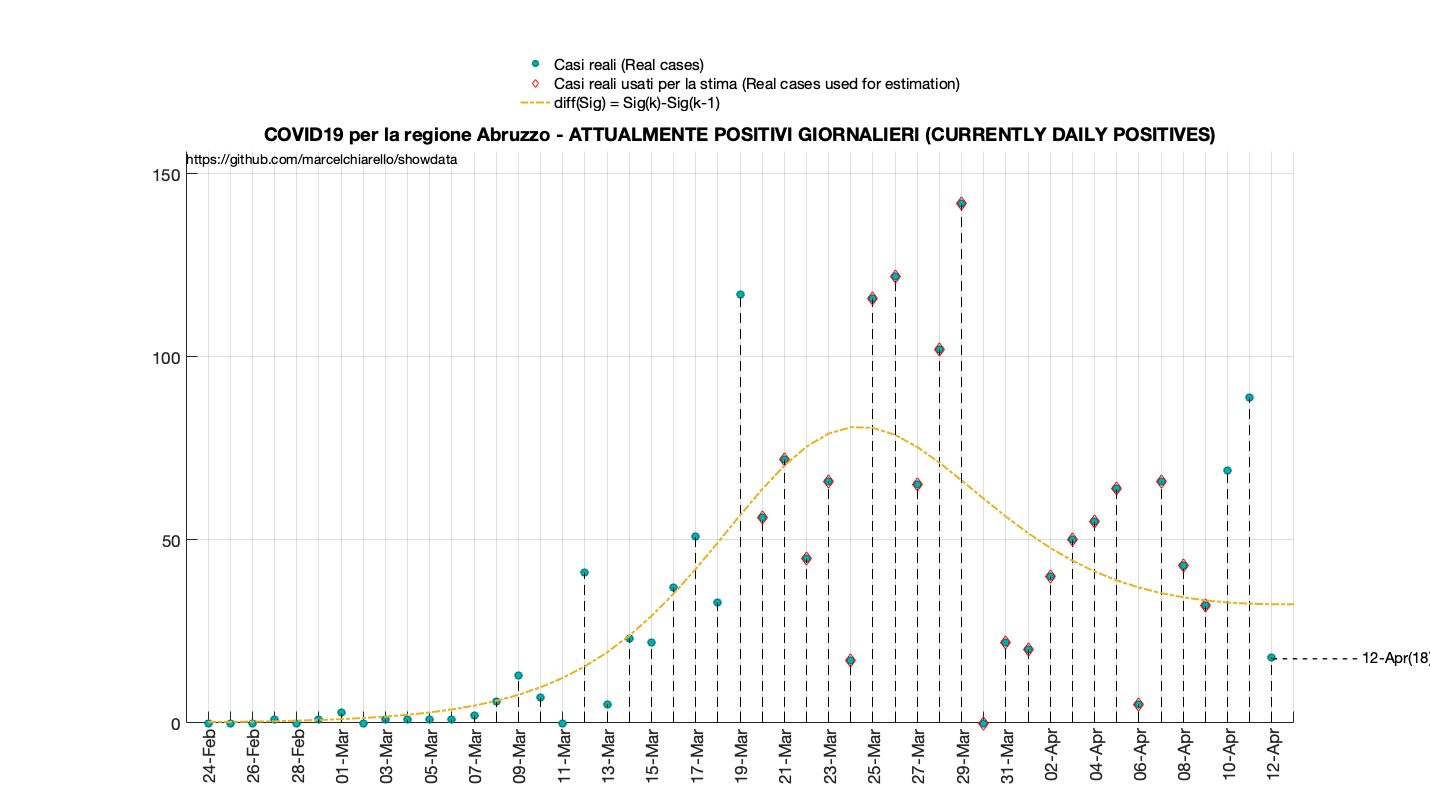 Casi reali (Real cases)
Casi reali usati per la stima (Real cases used for estimation)
diff(Sig) = Sig(k)-Sig(k-1)
COVID19 per la regione Abruzzo - ATTUALMENTE POSITIVI GIORNALIERI (CURRENTLY DAILY POSITIVES)
https://github.com/marcelchiarello/showdata
150
100
50
0
12-Apr(18)
24-Feb
26-Feb
28-Feb
01-Mar
03-Mar
05-Mar
07-Mar
09-Mar
11-Mar
13-Mar
15-Mar
17-Mar
19-Mar
21-Mar
23-Mar
25-Mar
27-Mar
29-Mar
31-Mar
02-Apr
04-Apr
06-Apr
08-Apr
10-Apr
12-Apr